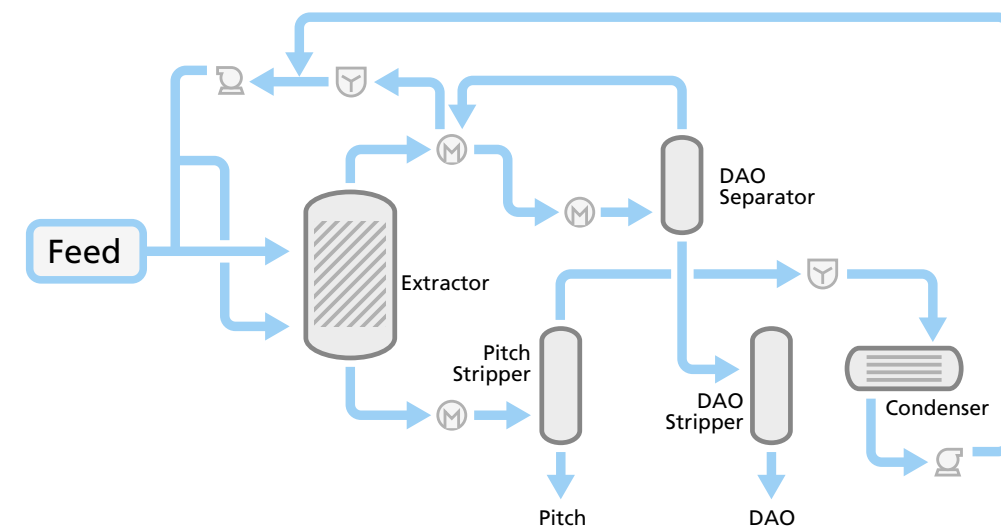 DAO
Separator
Feed
Extractor
Pitch
Stripper
DAO
Stripper
Condenser
Pitch
DAO